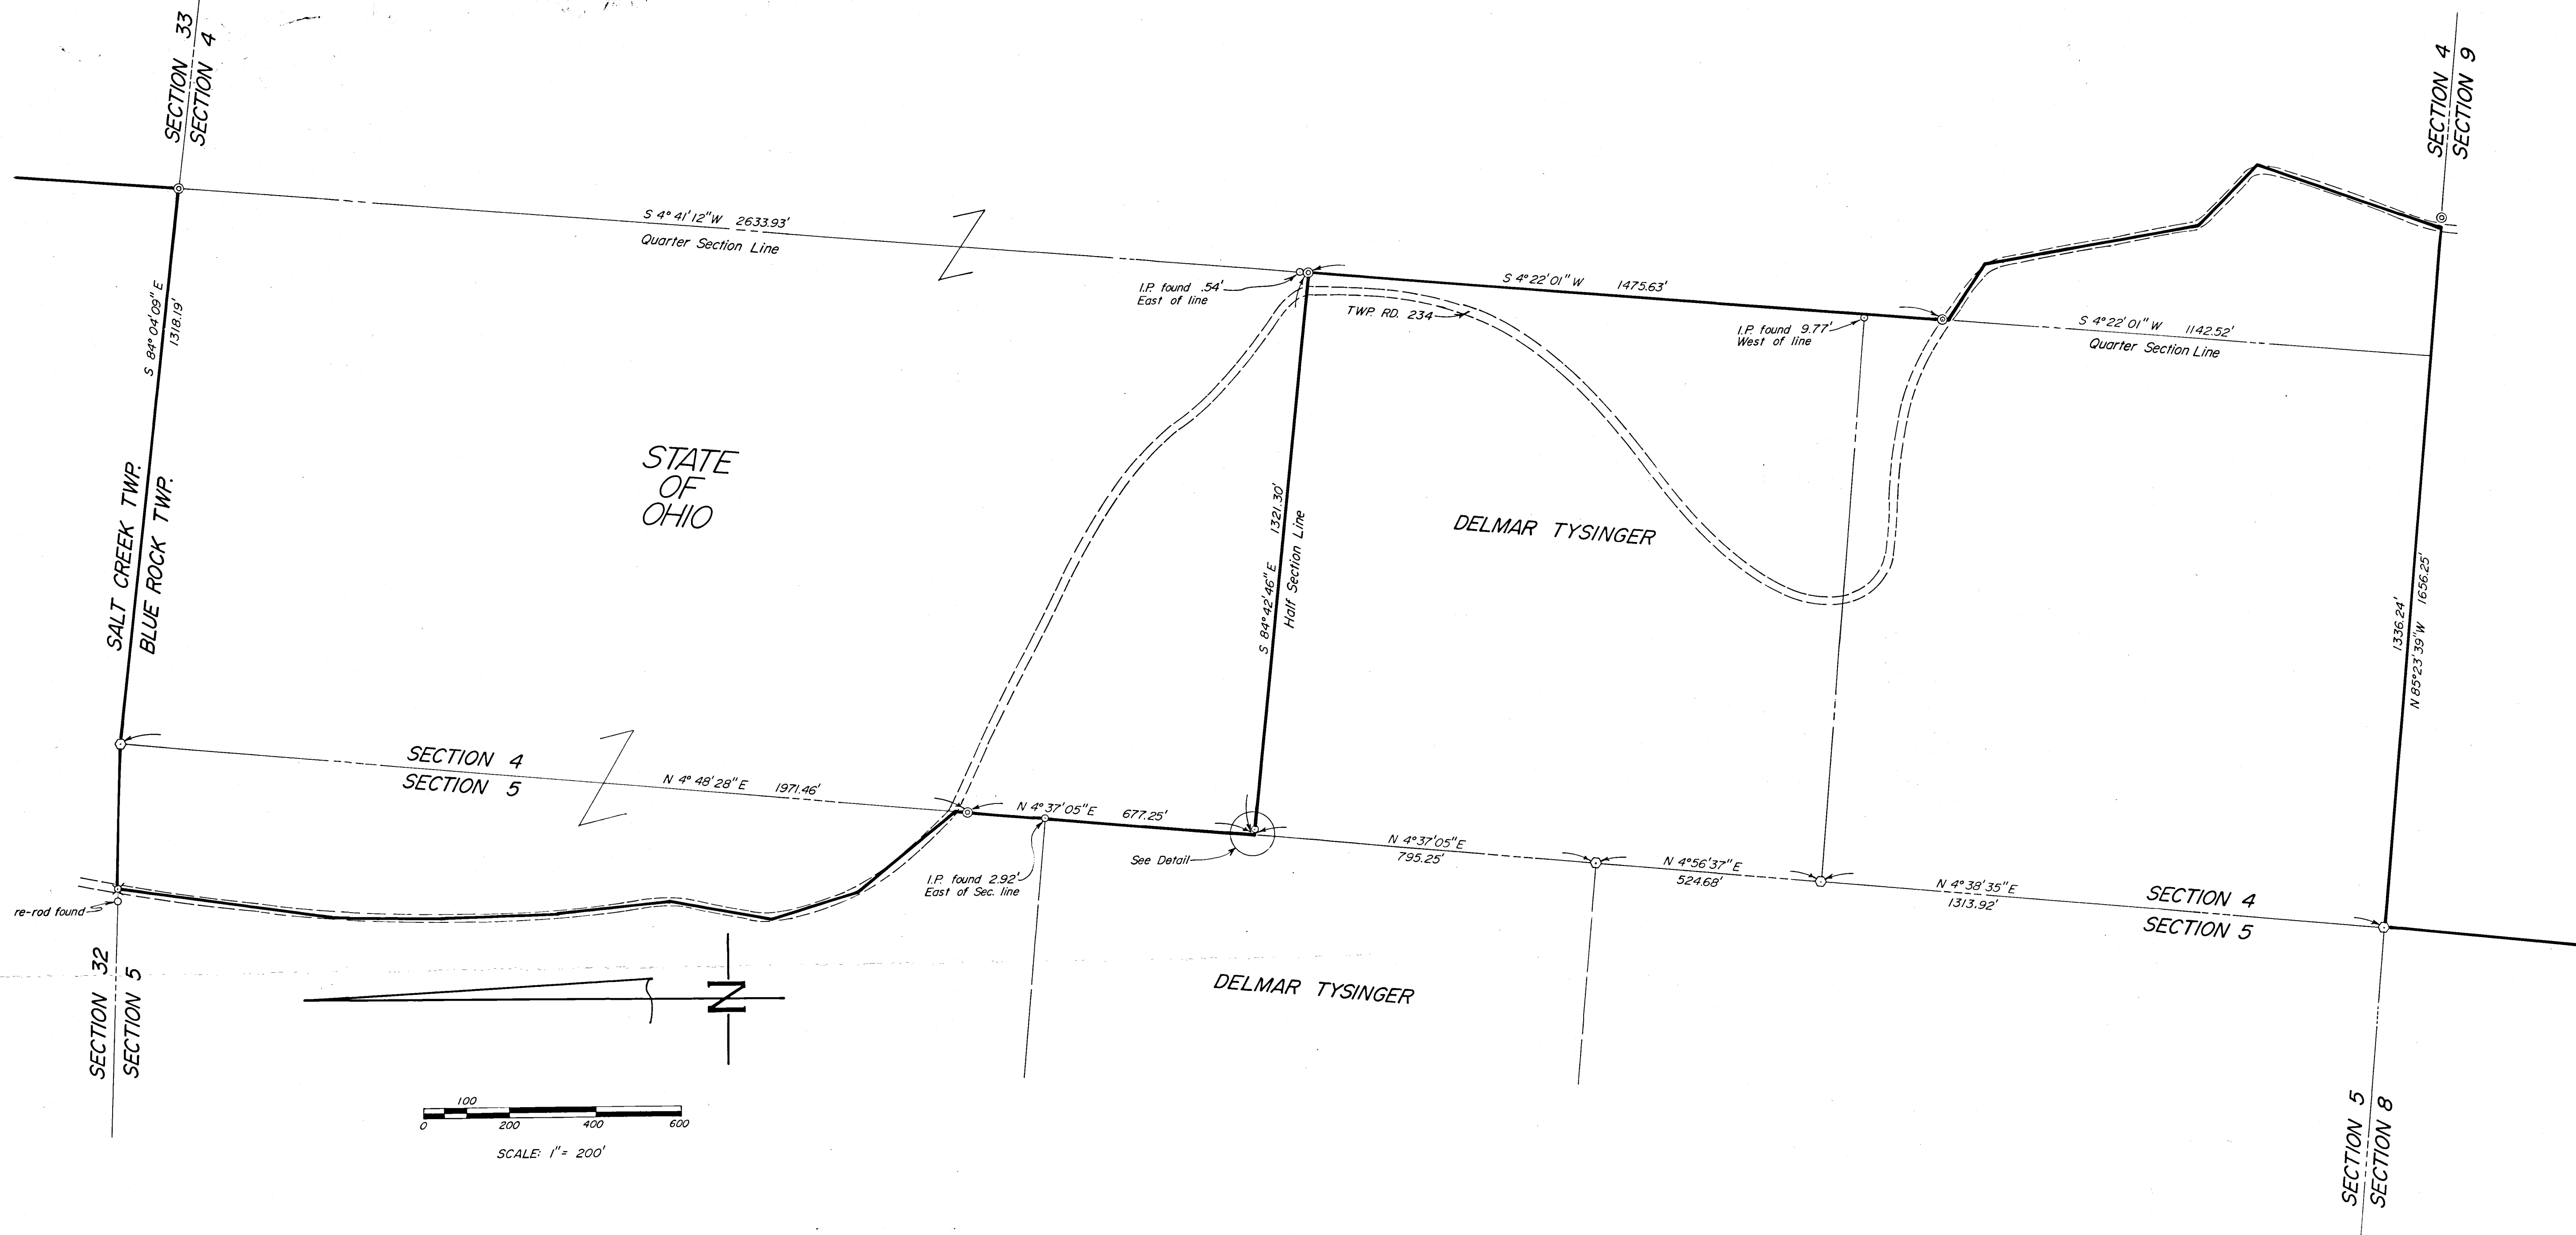 SECTION 33
SECTION 4
SECTION 4
SECTION 9
S 4° 41' 12" W 2633.93'
Quarter Section Line
I.P. found .54'
East of line
S 4° 22' 01" W 1475.63'
TWP. RD. 234
I.P. found 9.77'
West of line
S 4° 22' 01" W 1142.52'
Quarter Section Line
S 84° 04' 09" E
1318.19'
SALT CREEK TWP.
BLUE ROCK TWP.
STATE
OF
OHIO
S 84° 42' 46" E 1321.30'
Half Section Line
DELMAR TYSINGER
1336.24'
N 85° 23' 39" W 1656.25'
SECTION 4
SECTION 5
N 4° 48' 28" E 1971.46'
N 4° 37' 05" E 677.25'
See Detail
I.P. found 2.92'
East of Sec. line
N 4° 37' 05" E
795.25'
N 4° 56' 37" E
524.68'
N 4° 38' 35" E
1313.92'
SECTION 4
SECTION 5
re-rod found
SECTION 32
SECTION 5
N
DELMAR TYSINGER
100
0 200 400 600
SCALE: 1" = 200'
SECTION 5
SECTION 8